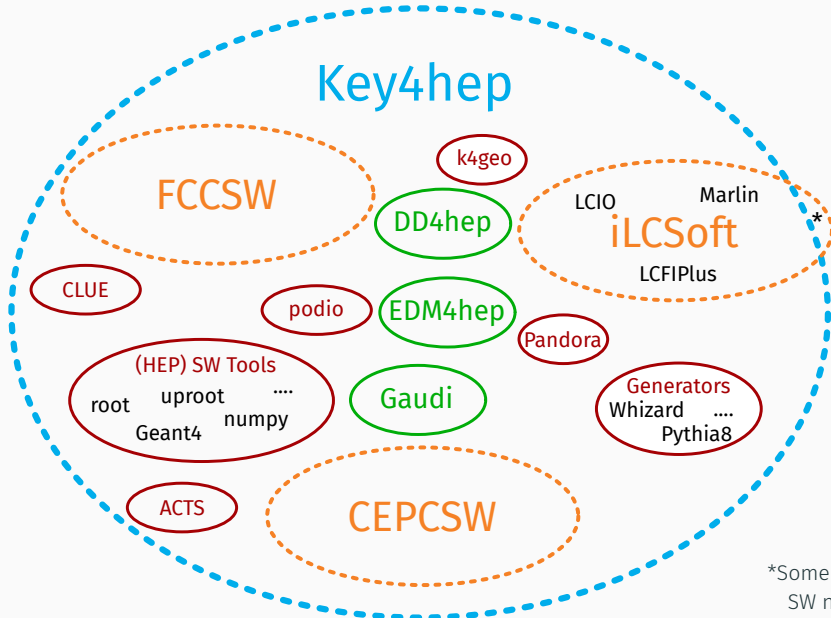 Key4hep
k4geo
FCCSW
DD4hep
LCIO
Marlin
iLCSoft
*
LCFIPlus
CLUE
podio
EDM4hep
Pandora
(HEP) SW Tools
root
uproot
....
Geant4
numpy
Gaudi
Generators
Whizard
....
Pythia8
ACTS
CEPCSW
*Some
SW